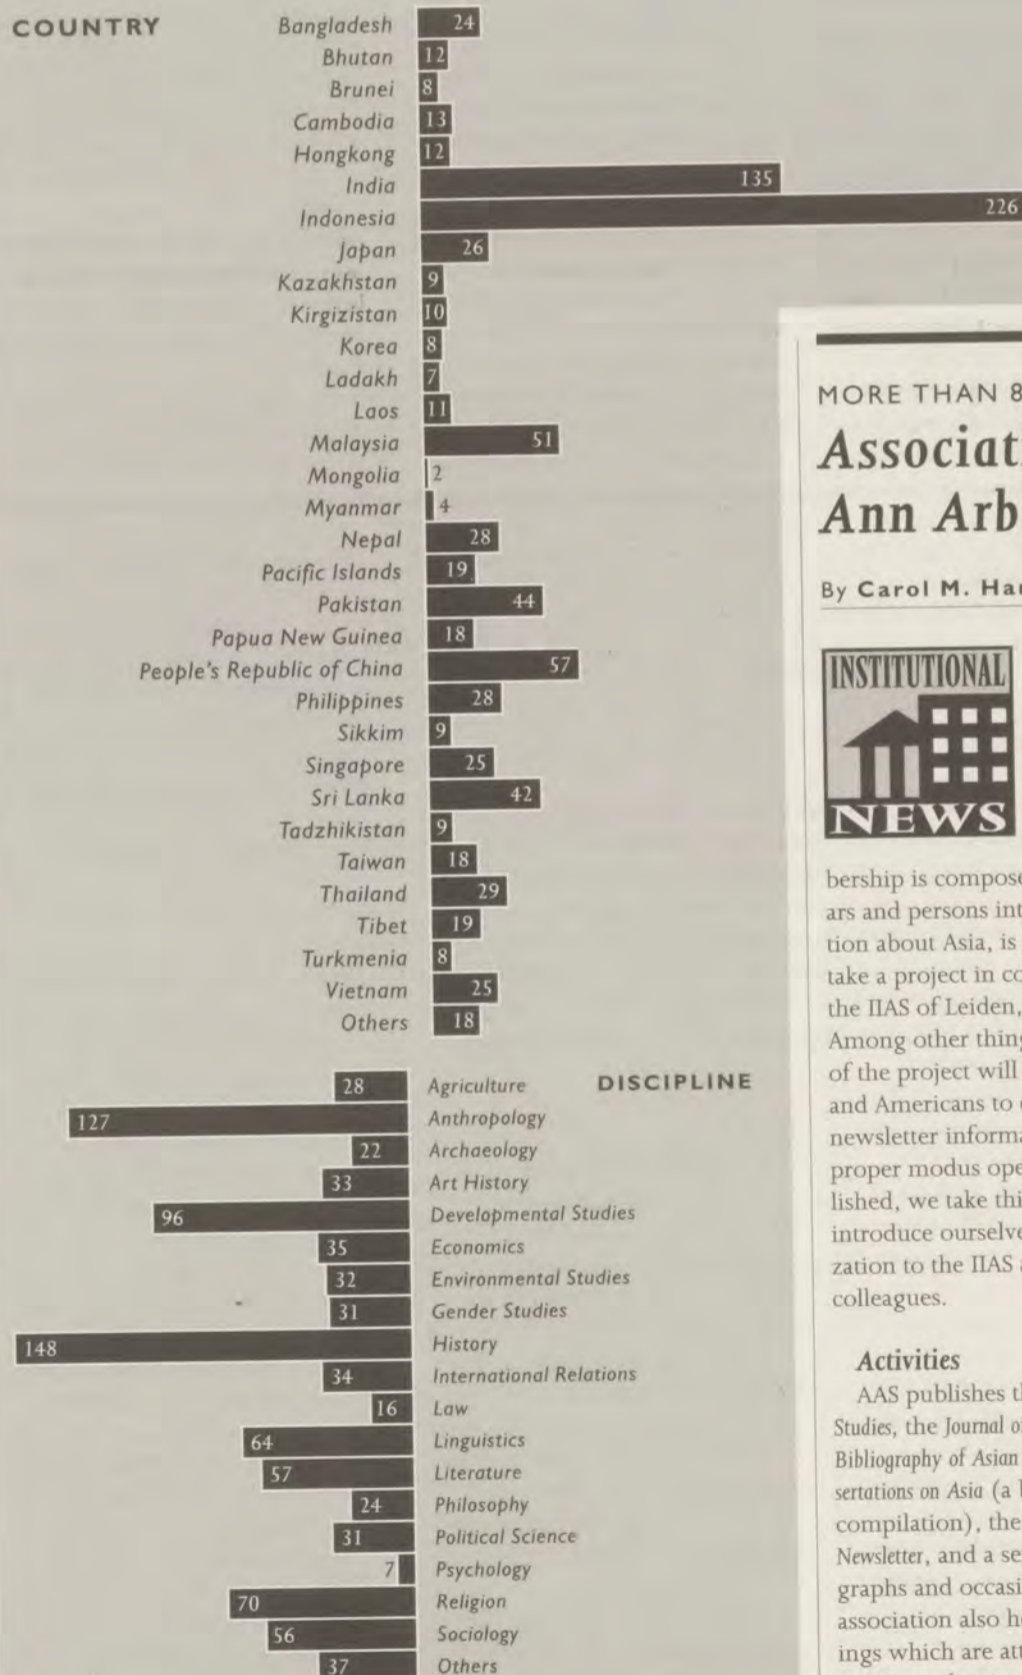 COUNTRY
Bangladesh 24
Bhutan 12
Brunei 8
Cambodia 13
Hongkong 12
India 135
Indonesia 226
Japan 26
Kazakhstan 9
Kirgizistan 10
Korea 8
Ladakh 7
Laos 11
Malaysia 51
Mongolia 2
Myanmar 4
Nepal 28
Pacific Islands 19
Pakistan 44
Papua New Guinea 18
People's Republic of China 57
Philippines 28
Sikkim 9
Singapore 25
Sri Lanka 42
Tadzhikistan 9
Taiwan 18
Thailand 29
Tibet 19
Turkmenia 8
Vietnam 25
Others 18
DISCIPLINE
28 Agriculture
127 Anthropology
22 Archaeology
33 Art History
96 Developmental Studies
35 Economics
32 Environmental Studies
31 Gender Studies
148 History
34 International Relations
16 Law
64 Linguistics
57 Literature
24 Philosophy
31 Political Science
7 Psychology
70 Religion
56 Sociology
37 Others
MORE THAN 8
Associat
Ann Arb
By Carol M. Ha
INSTITUTIONAL
NEWS
bership is compose
ars and persons int
tion about Asia, is
take a project in co
the IIAS of Leiden,
Among other thing
of the project will
and Americans to
newsletter informa
proper modus ope
lished, we take thi
introduce ourselve
zation to the IIAS
colleagues.
Activities
AAS publishes t
Studies, the Journal o
Bibliography of Asian
sertations on Asia (a
compilation), the
Newsletter, and a se
graphs and occasi
association also h
ings which are att